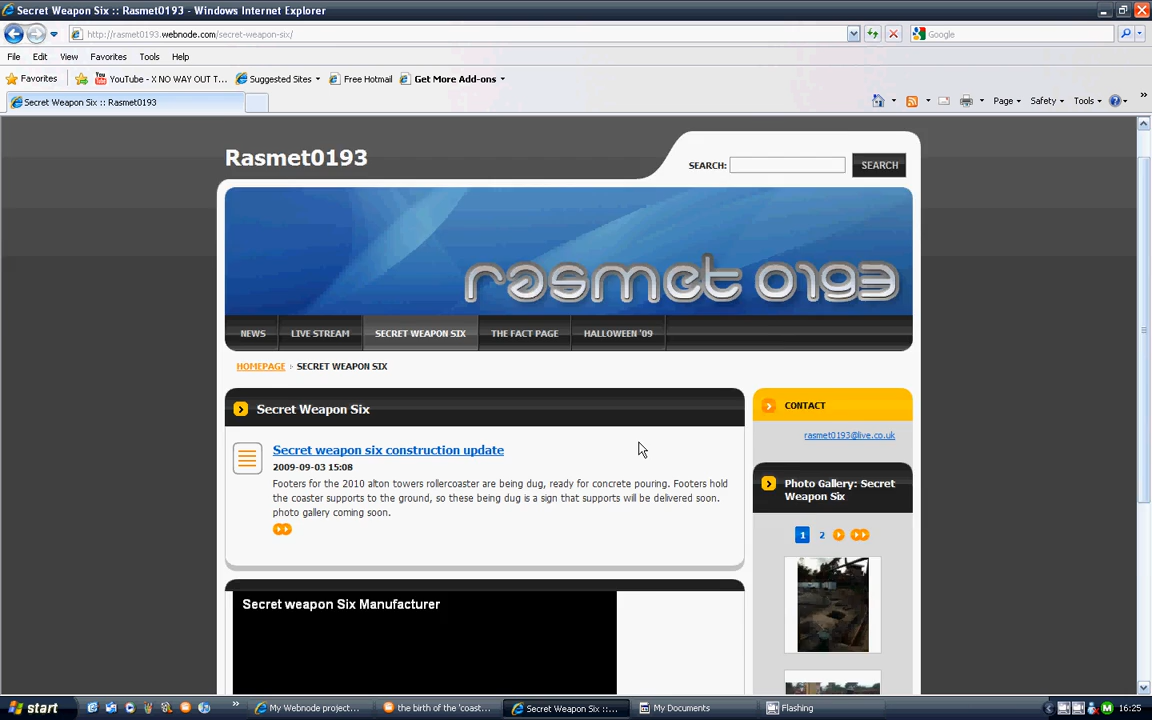 Secret Weapon Six :: Rasmet0193 - Windows Internet Explorer
http://rasmet0193.webnode.com/secret-weapon-six/
Google
File Edit View Favorites Tools Help
Favorites YouTube - X NO WAY OUT T... Suggested Sites Free Hotmail Get More Add-ons
Secret Weapon Six :: Rasmet0193
Page Safety Tools
Rasmet0193
SEARCH: SEARCH
rasmet 0193
NEWS LIVE STREAM SECRET WEAPON SIX THE FACT PAGE HALLOWEEN '09
HOMEPAGE SECRET WEAPON SIX
Secret Weapon Six
Secret weapon six construction update
2009-09-03 15:08
Footers for the 2010 alton towers rollercoaster are being dug, ready for concrete pouring. Footers hold
the coaster supports to the ground, so these being dug is a sign that supports will be delivered soon.
photo gallery coming soon.
Secret weapon Six Manufacturer
CONTACT
rasmet0193@live.co.uk
Photo Gallery: Secret
Weapon Six
1 2
start My Webnode project... the birth of the 'coast... Secret Weapon Six ::... My Documents Flashing 16:25